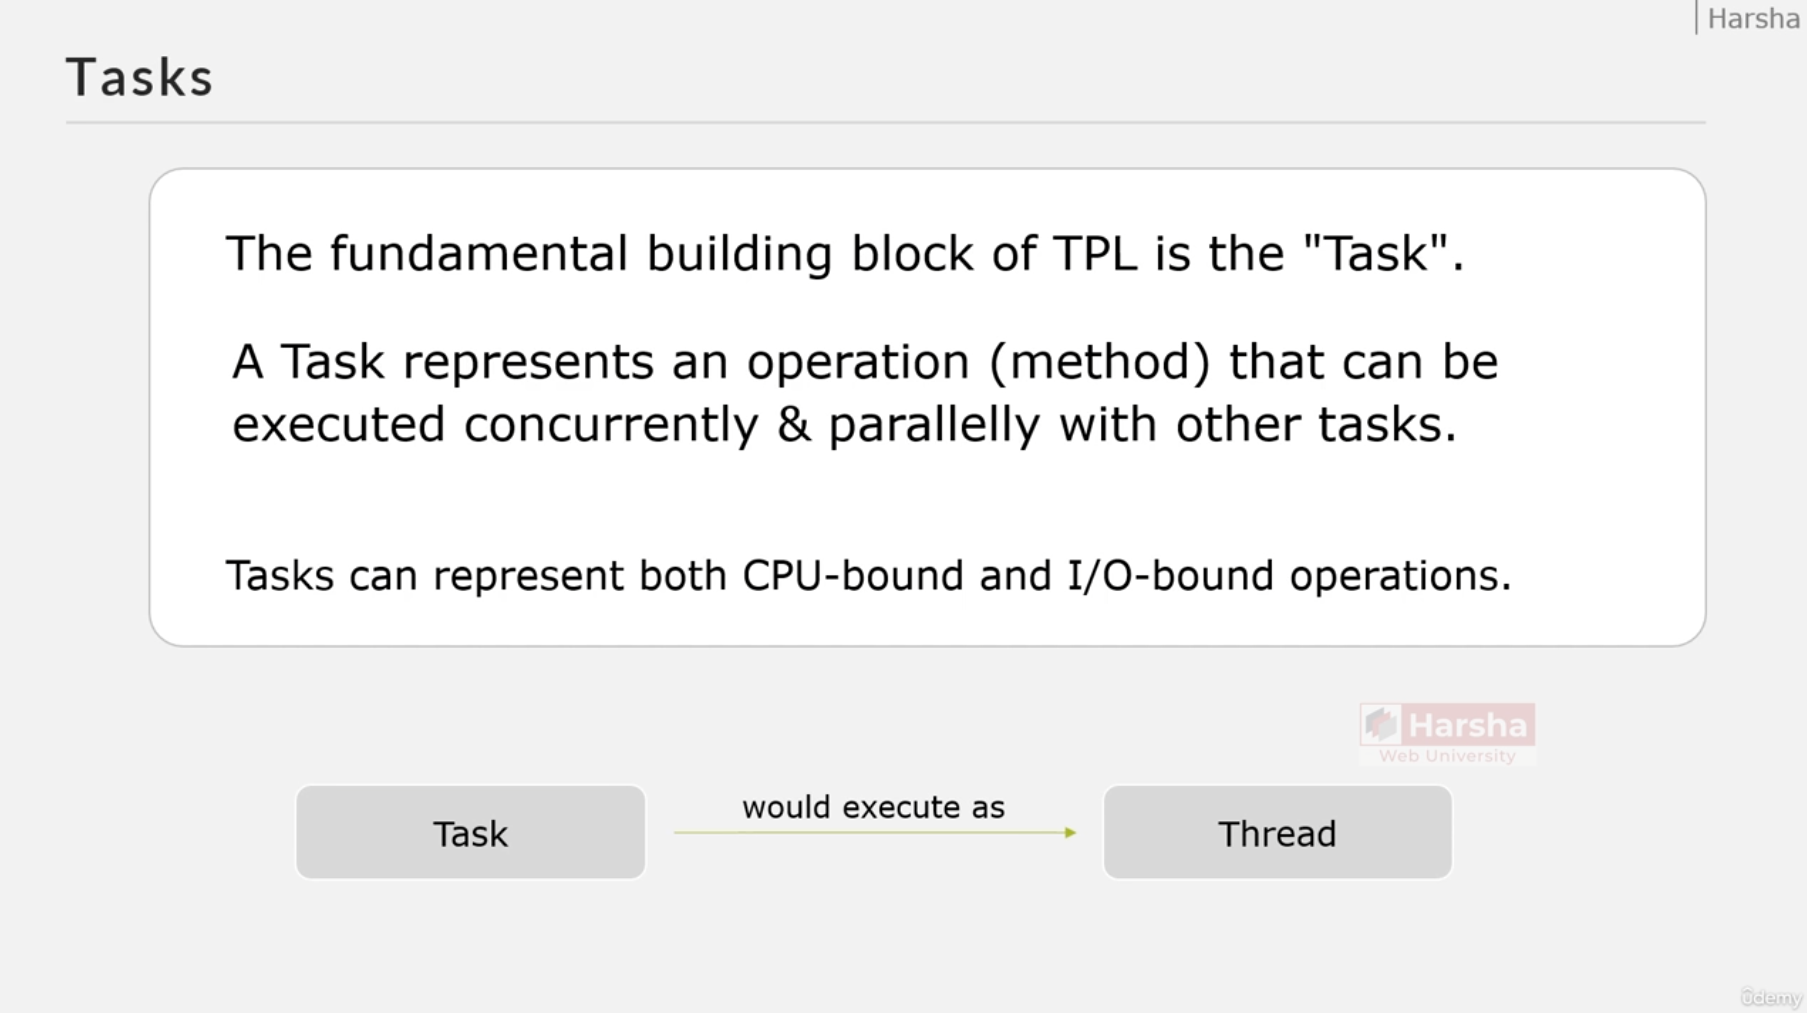 Harsha
Tasks
The fundamental building block of TPL is the "Task".
A Task represents an operation (method) that can be
executed concurrently & parallelly with other tasks.
Tasks can represent both CPU-bound and I/O-bound operations.
Harsha
Web University
Task
would execute as
Thread
ûdemy